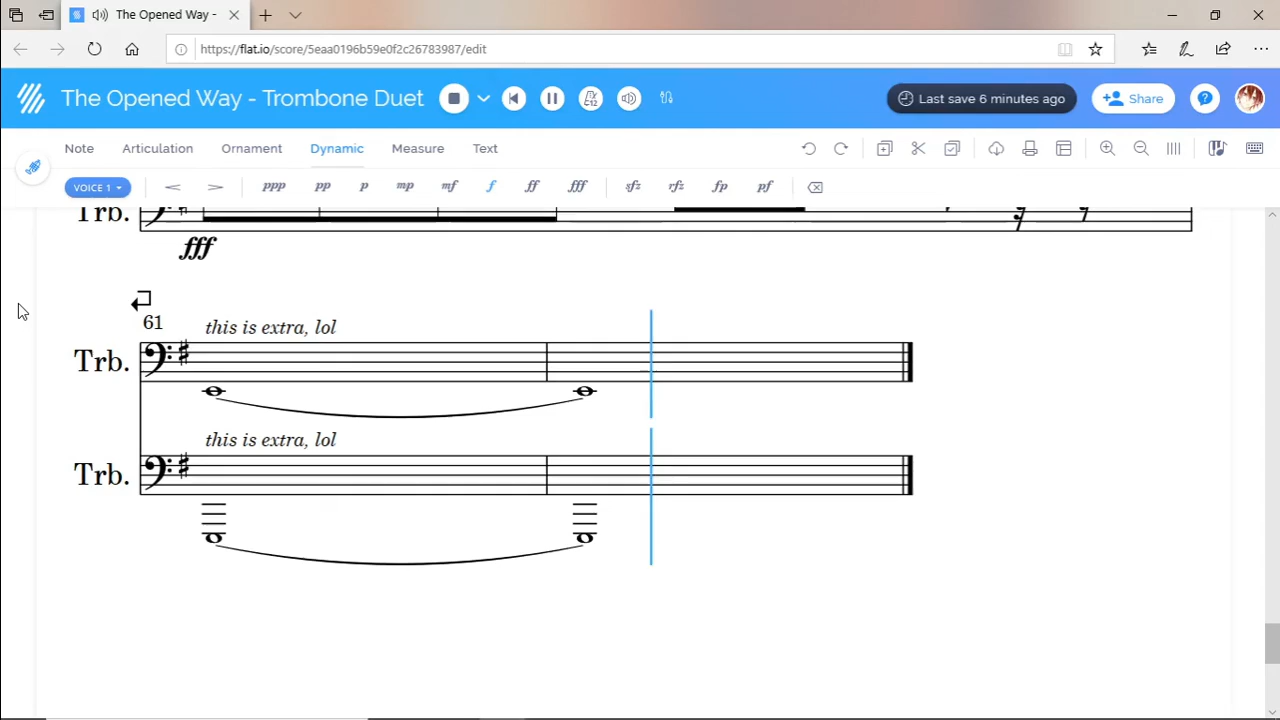 The Opened Way -
https://flat.io/score/5eaa0196b59e0f2c26783987/edit
The Opened Way - Trombone Duet
Last save 6 minutes ago
Share
Note Articulation Ornament Dynamic Measure Text
VOICE 1 ppp pp p mp mf f ff fff sfz rfz fp pf
Trb.
fff
61
this is extra, lol
Trb.
this is extra, lol
Trb.